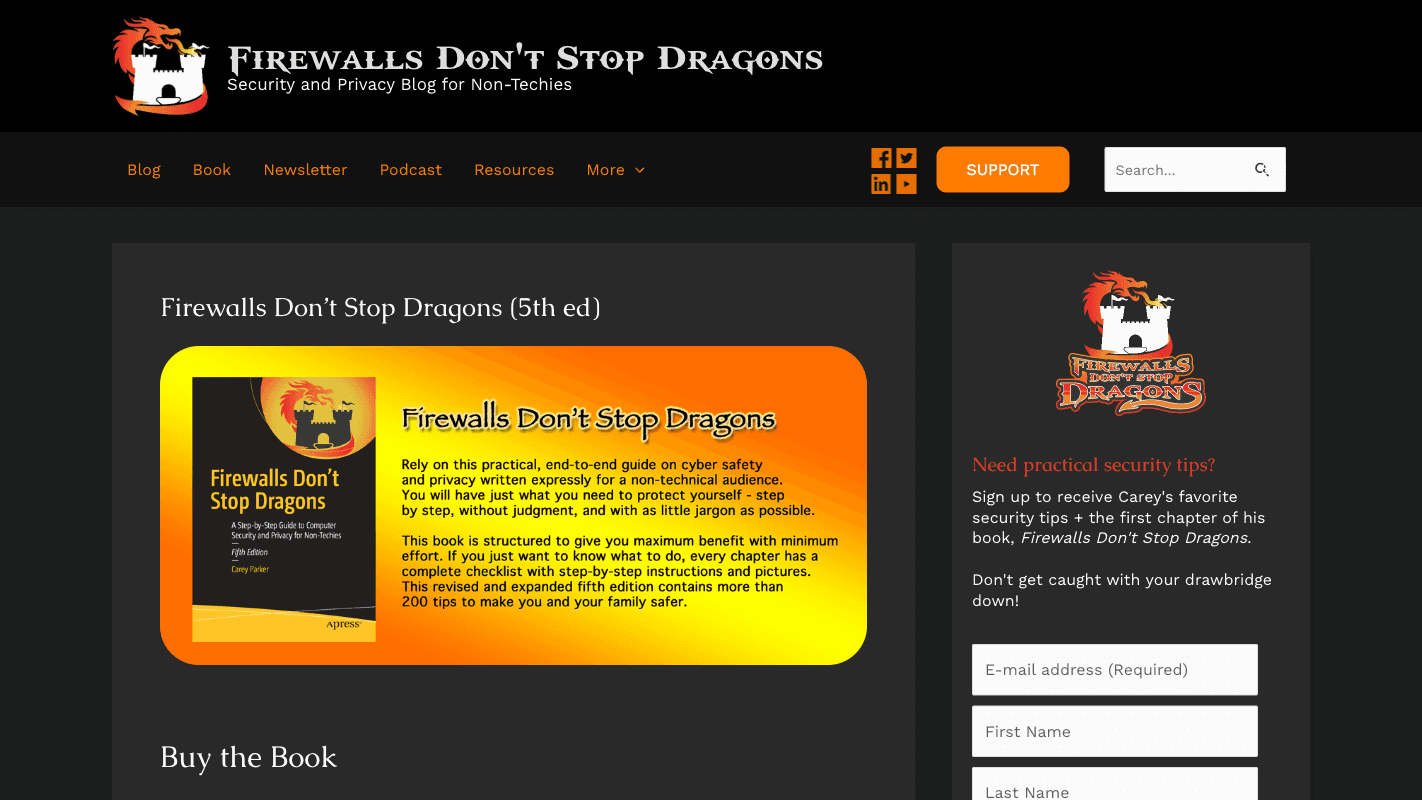 Firewalls Don't Stop Dragons
Security and Privacy Blog for Non-Techies
Blog
Book
Newsletter
Podcast
Resources
More
SUPPORT
Search...
Firewalls Don’t Stop Dragons (5th ed)
Firewalls Don’t
Stop Dragons
A Step-by-Step Guide to Computer
Security and Privacy for Non-Techies
Fifth Edition
Carey Parker
Apress®
Firewalls Don’t Stop Dragons
Rely on this practical, end-to-end guide on cyber safety
and privacy written expressly for a non-technical audience.
You will have just what you need to protect yourself - step
by step, without judgment, and with as little jargon as possible.
This book is structured to give you maximum benefit with minimum
effort. If you just want to know what to do, every chapter has a
complete checklist with step-by-step instructions and pictures.
This revised and expanded fifth edition contains more than
200 tips to make you and your family safer.
Buy the Book
FIREWALLS
DON'T STOP
DRAGONS
Need practical security tips?
Sign up to receive Carey's favorite
security tips + the first chapter of his
book, Firewalls Don't Stop Dragons.
Don't get caught with your drawbridge
down!
E-mail address (Required)
First Name
Last Name